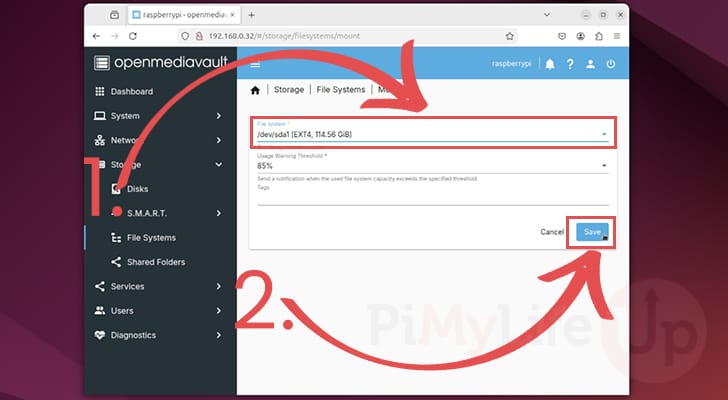 raspberrypi - openmediavault
192.168.0.32/#/storage/filesystems/mount
openmediavault
raspberrypi
Dashboard
System
Network
Storage
Disks
S.M.A.R.T.
File Systems
Shared Folders
Services
Users
Diagnostics
Storage | File Systems |
File system *
/dev/sda1 [EXT4, 114.56 GiB]
Usage Warning Threshold *
85%
Send a notification when the used file system capacity exceeds the specified threshold.
Tags
Cancel
Save
1.
2.
PiMyLifeUp